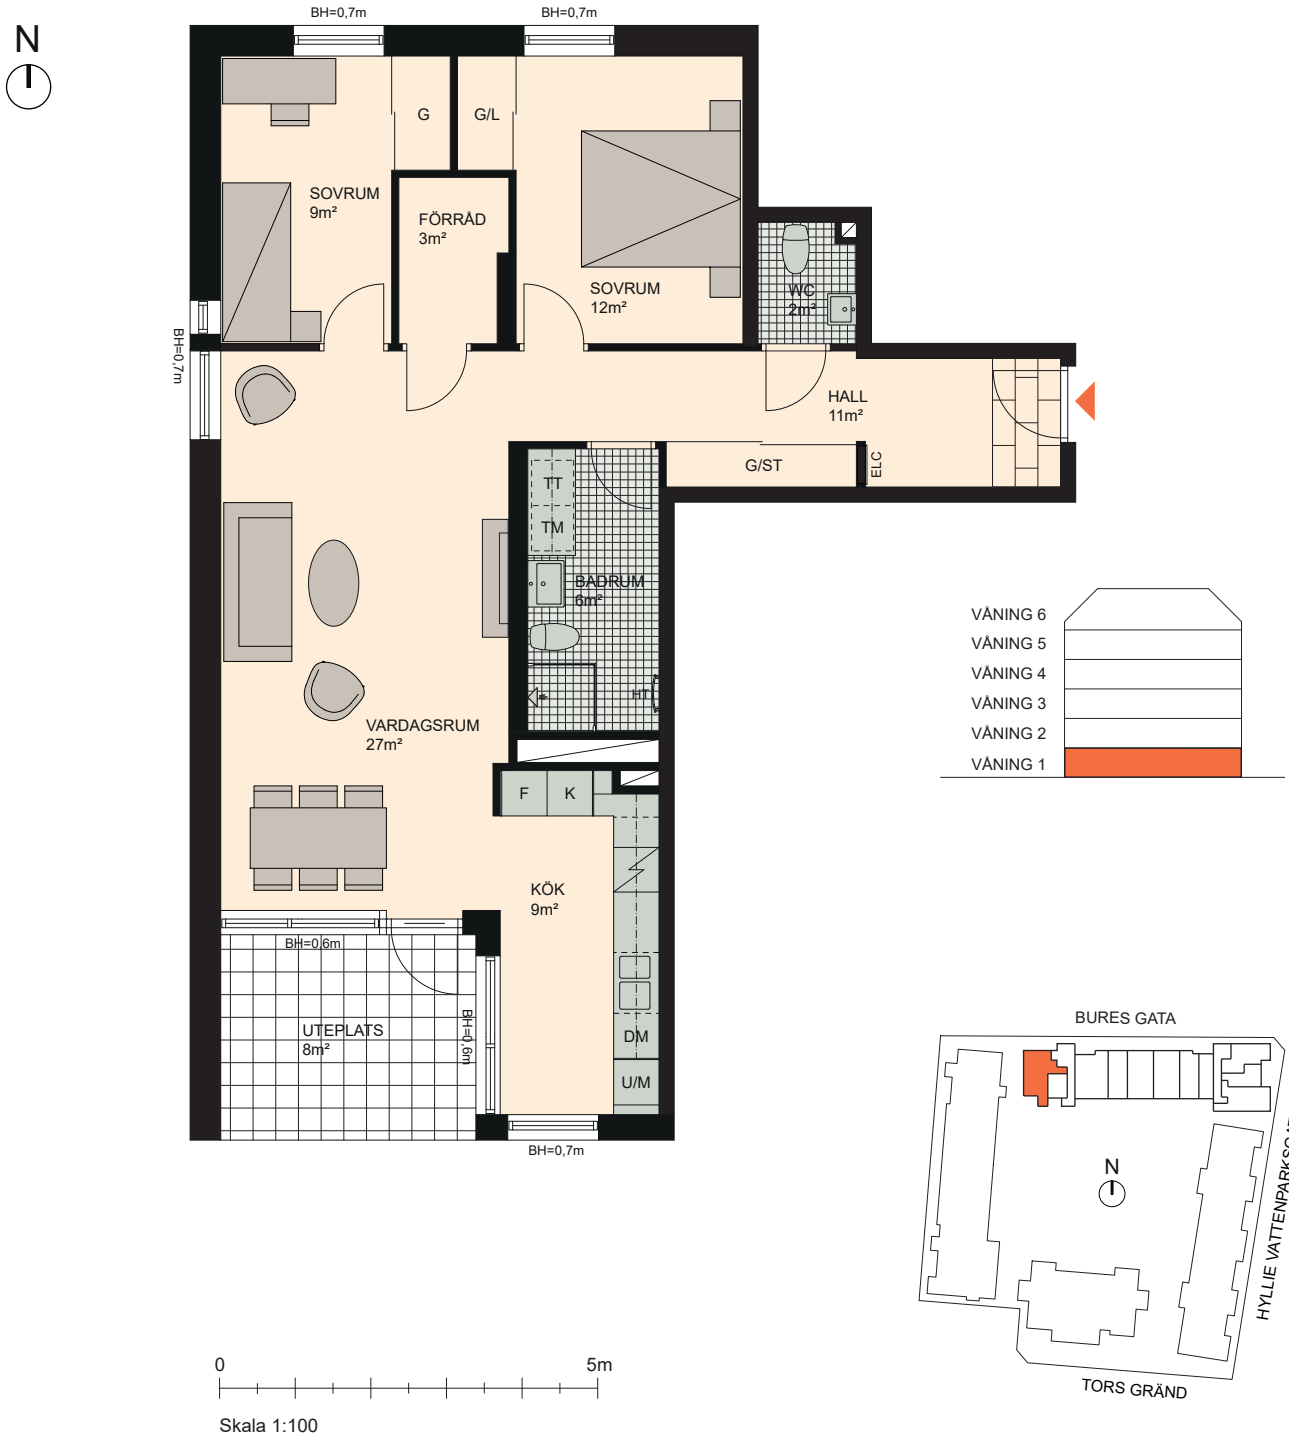 N
BH=0,7m
BH=0,7m
G
G/L
SOVRUM
9m²
FÖRRÅD
3m²
SOVRUM
12m²
WC
2m²
BH=0,7m
HALL
11m²
G/ST
ELC
TT
TM
BADRUM
6m²
HT
VARDAGSRUM
27m²
F
K
KÖK
9m²
BH=0,6m
UTEPLATS
8m²
BH=0,6m
DM
U/M
BH=0,7m
VÅNING 6
VÅNING 5
VÅNING 4
VÅNING 3
VÅNING 2
VÅNING 1
BURES GATA
N
HYLLIE VATTENPARKSGAT
TORS GRÄND
0
5m
Skala 1:100